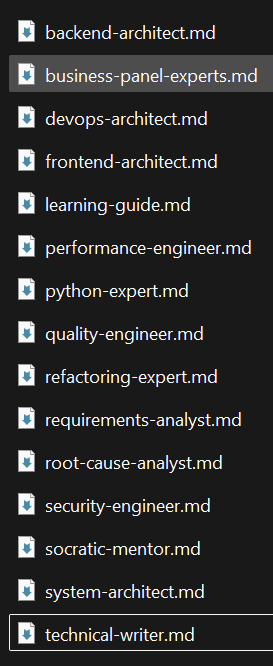 backend-architect.md
business-panel-experts.md
devops-architect.md
frontend-architect.md
learning-guide.md
performance-engineer.md
python-expert.md
quality-engineer.md
refactoring-expert.md
requirements-analyst.md
root-cause-analyst.md
security-engineer.md
socratic-mentor.md
system-architect.md
technical-writer.md